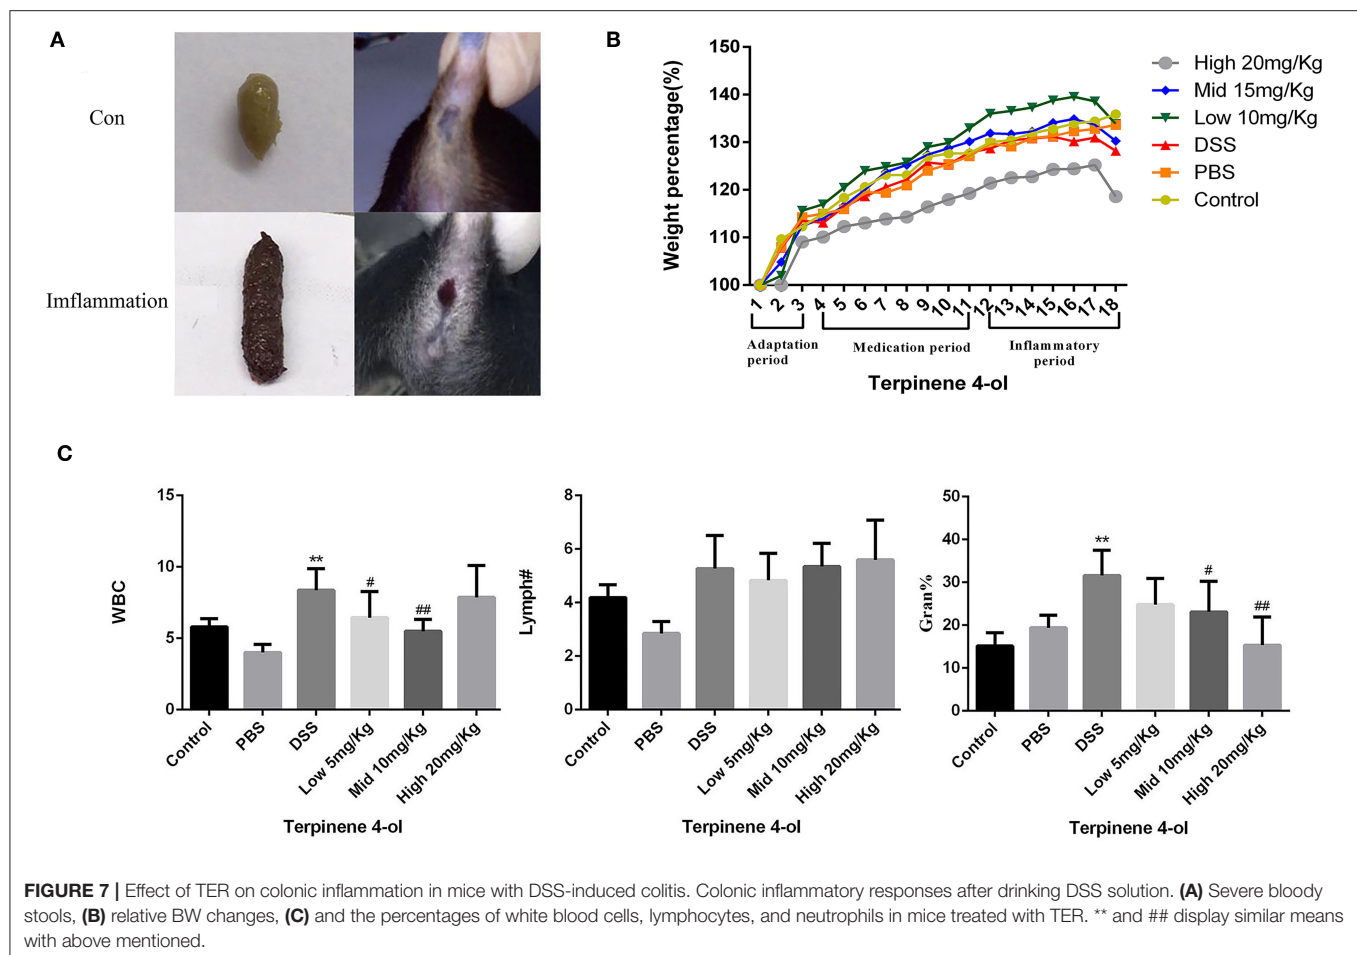 A
Con
Imflammation
B
Weight percentage(%)
150
140
130
120
110
100
1 2 3 4 5 6 7 8 9 10 11 12 13 14 15 16 17 18
Adaptation period
Medication period
Inflammatory period
Terpinene 4-ol
High 20mg/Kg
Mid 15mg/Kg
Low 10mg/Kg
DSS
PBS
Control
C
WBC
15
10
5
0
**
#
##
Control
PBS
DSS
Low 5mg/Kg
Mid 10mg/Kg
High 20mg/Kg
Terpinene 4-ol
Lymph#
8
6
4
2
0
Control
PBS
DSS
Low 5mg/Kg
Mid 10mg/Kg
High 20mg/Kg
Terpinene 4-ol
Gran%
50
40
30
20
10
0
**
#
##
Control
PBS
DSS
Low 5mg/Kg
Mid 10mg/Kg
High 20mg/Kg
Terpinene 4-ol
FIGURE 7 | Effect of TER on colonic inflammation in mice with DSS-induced colitis. Colonic inflammatory responses after drinking DSS solution. (A) Severe bloody
stools, (B) relative BW changes, (C) and the percentages of white blood cells, lymphocytes, and neutrophils in mice treated with TER. ** and ## display similar means
with above mentioned.